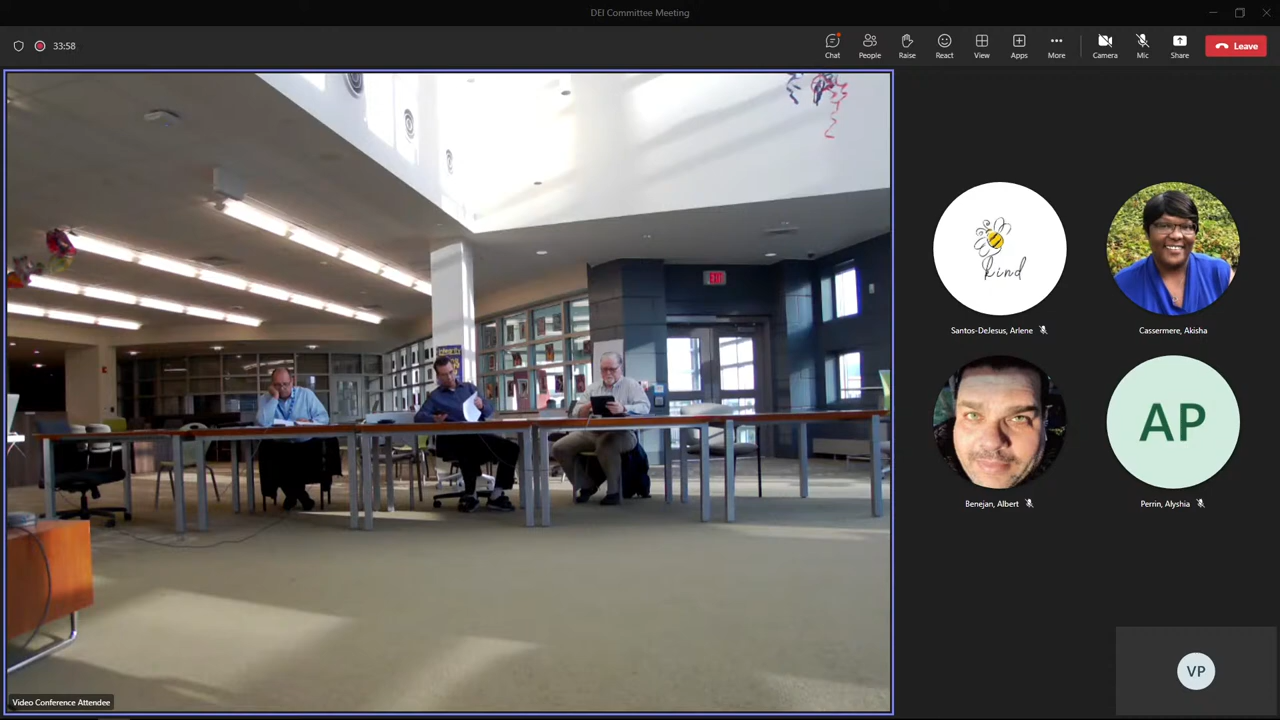 DEI Committee Meeting
33:58
Chat
People
Raise
React
View
Apps
More
Camera
Mic
Share
Leave
EXIT
kind
Santos-DeJesus, Arlene
Cassermere, Akisha
AP
Benejan, Albert
Perrin, Alyshia
VP
Video Conference Attendee